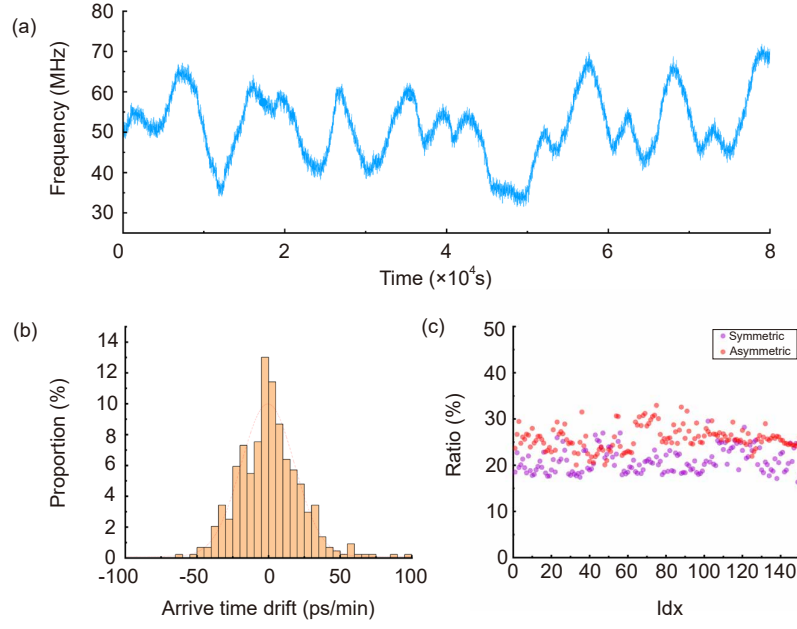 (a)
80
70
60
50
40
30
Frequency (MHz)
0 2 4 6 8
Time (×10⁴s)
(b)
14
12
10
8
6
4
2
0
Proportion (%)
-100 -50 0 50 100
Arrive time drift (ps/min)
(c)
50
40
30
20
10
0
Ratio (%)
Symmetric
Asymmetric
0 20 40 60 80 100 120 140
Idx